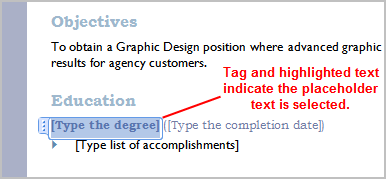 Objectives
To obtain a Graphic Design position where advanced graphic
results for agency customers.
Tag and highlighted text
indicate the placeholder
text is selected.
Education
[Type the degree] ([Type the completion date])
[Type list of accomplishments]